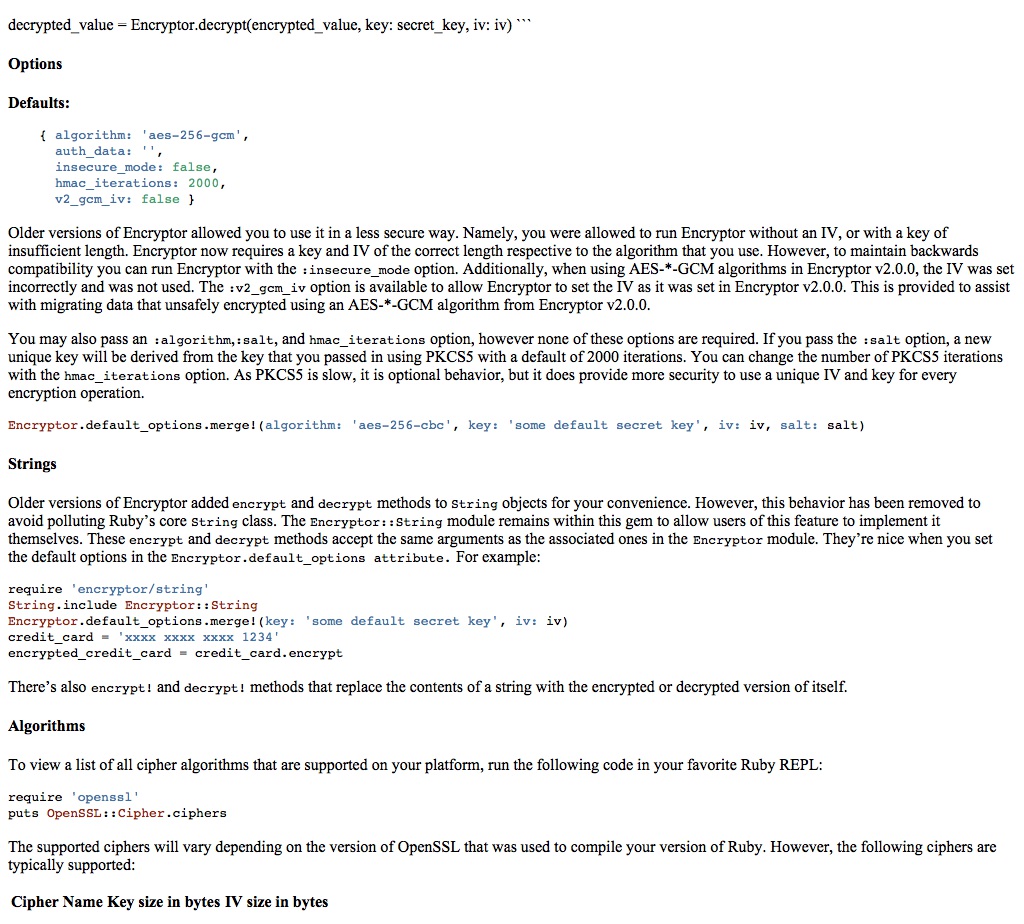 decrypted_value = Encryptor.decrypt(encrypted_value, key: secret_key, iv: iv) ```
Options
Defaults:
{ algorithm: 'aes-256-gcm',
auth_data: '',
insecure_mode: false,
hmac_iterations: 2000,
v2_gcm_iv: false }
Older versions of Encryptor allowed you to use it in a less secure way. Namely, you were allowed to run Encryptor without an IV, or with a key of
insufficient length. Encryptor now requires a key and IV of the correct length respective to the algorithm that you use. However, to maintain backwards
compatibility you can run Encryptor with the :insecure_mode option. Additionally, when using AES-*-GCM algorithms in Encryptor v2.0.0, the IV was set
incorrectly and was not used. The :v2_gcm_iv option is available to allow Encryptor to set the IV as it was set in Encryptor v2.0.0. This is provided to assist
with migrating data that unsafely encrypted using an AES-*-GCM algorithm from Encryptor v2.0.0.
You may also pass an :algorithm,:salt, and hmac_iterations option, however none of these options are required. If you pass the :salt option, a new
unique key will be derived from the key that you passed in using PKCS5 with a default of 2000 iterations. You can change the number of PKCS5 iterations
with the hmac_iterations option. As PKCS5 is slow, it is optional behavior, but it does provide more security to use a unique IV and key for every
encryption operation.
Encryptor.default_options.merge!(algorithm: 'aes-256-cbc', key: 'some default secret key', iv: iv, salt: salt)
Strings
Older versions of Encryptor added encrypt and decrypt methods to String objects for your convenience. However, this behavior has been removed to
avoid polluting Ruby’s core String class. The Encryptor::String module remains within this gem to allow users of this feature to implement it
themselves. These encrypt and decrypt methods accept the same arguments as the associated ones in the Encryptor module. They’re nice when you set
the default options in the Encryptor.default_options attribute. For example:
require 'encryptor/string'
String.include Encryptor::String
Encryptor.default_options.merge!(key: 'some default secret key', iv: iv)
credit_card = 'xxxx xxxx xxxx 1234'
encrypted_credit_card = credit_card.encrypt
There’s also encrypt! and decrypt! methods that replace the contents of a string with the encrypted or decrypted version of itself.
Algorithms
To view a list of all cipher algorithms that are supported on your platform, run the following code in your favorite Ruby REPL:
require 'openssl'
puts OpenSSL::Cipher.ciphers
The supported ciphers will vary depending on the version of OpenSSL that was used to compile your version of Ruby. However, the following ciphers are
typically supported:
Cipher Name Key size in bytes IV size in bytes